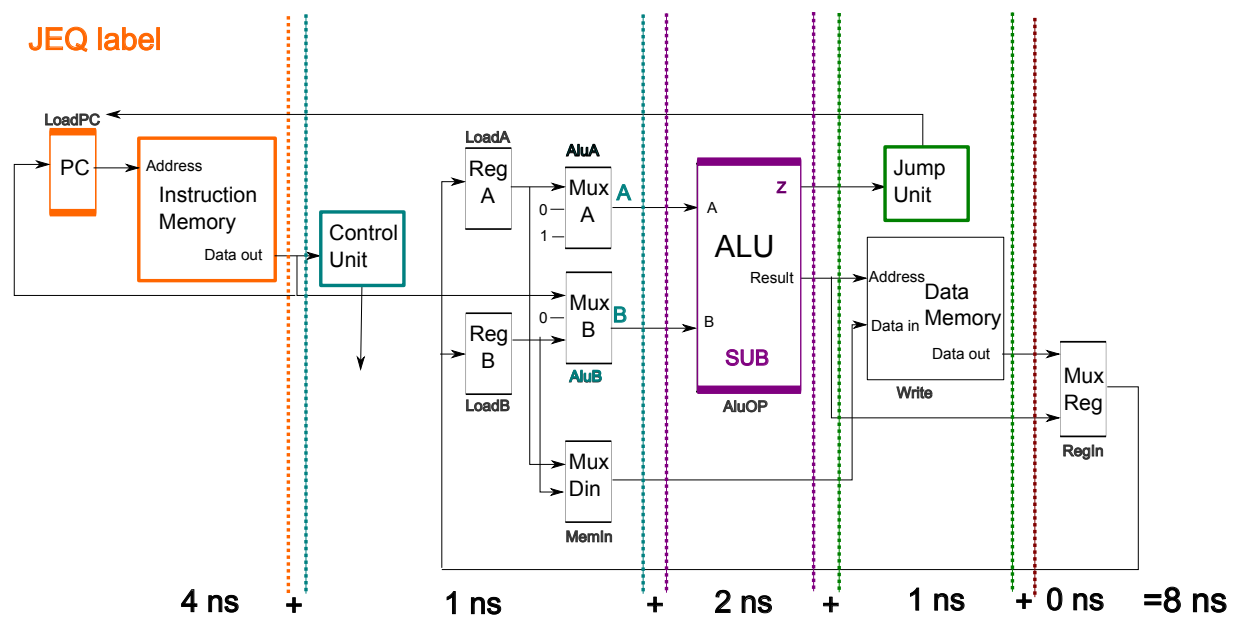 JEQ label
LoadPC
PC
Address
Instruction
Memory
Data out
Control
Unit
LoadA
Reg
A
Reg
B
LoadB
AluA
Mux
A
0
1
A
Mux
B
0
B
AluB
Mux
Din
MemIn
A
Z
ALU
Result
B
SUB
AluOP
Jump
Unit
Address
Data
Memory
Data in
Data out
Write
Mux
Reg
RegIn
4 ns + 1 ns + 2 ns + 1 ns + 0 ns =8 ns